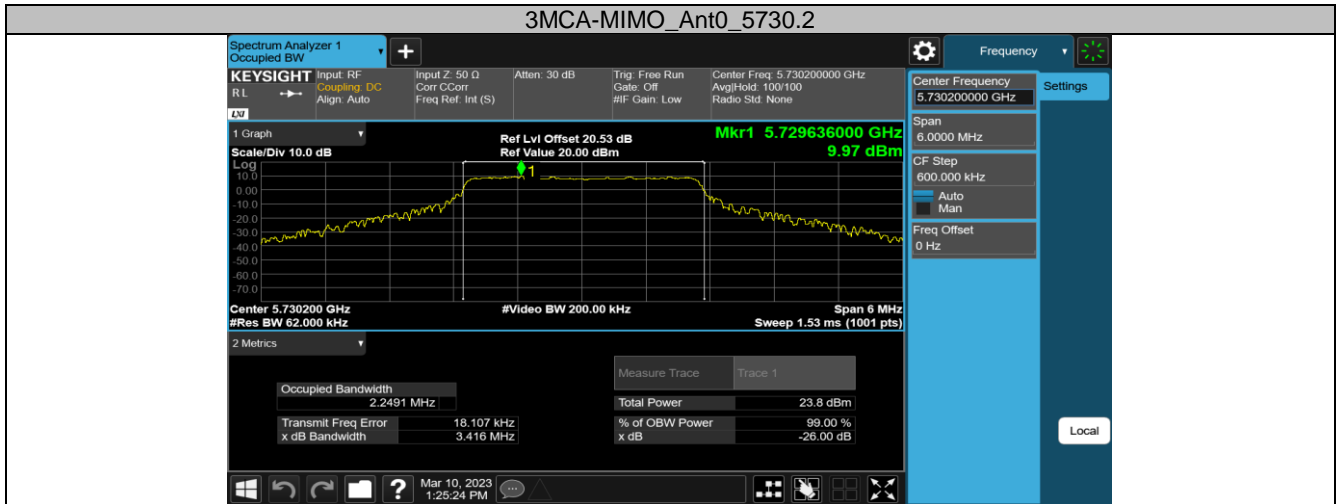 3MCA-MIMO_Ant0_5730.2
Spectrum Analyzer 1
Occupied BW
Frequency
KEYSIGHT
RL
LXI
Input: RF
Coupling: DC
Align: Auto
Input Z: 50 Ω
Corr CCorr
Freq Ref: Int (S)
Atten: 30 dB
Trig: Free Run
Gate: Off
#IF Gain: Low
Center Freq: 5.730200000 GHz
Avg|Hold: 100/100
Radio Std: None
Center Frequency
5.730200000 GHz
Settings
Span
6.0000 MHz
CF Step
600.000 kHz
Auto
Man
Freq Offset
0 Hz
1 Graph
Scale/Div 10.0 dB
Ref Lvl Offset 20.53 dB
Ref Value 20.00 dBm
Mkr1 5.729636000 GHz
9.97 dBm
Log
10.0
0.00
-10.0
-20.0
-30.0
-40.0
-50.0
-60.0
-70.0
1
Center 5.730200 GHz
#Res BW 62.000 kHz
#Video BW 200.00 kHz
Span 6 MHz
Sweep 1.53 ms (1001 pts)
2 Metrics
Measure Trace Trace 1
Occupied Bandwidth
2.2491 MHz
Total Power 23.8 dBm
Transmit Freq Error 18.107 kHz
% of OBW Power 99.00 %
x dB Bandwidth 3.416 MHz
x dB -26.00 dB
Local
?
Mar 10, 2023
1:25:24 PM